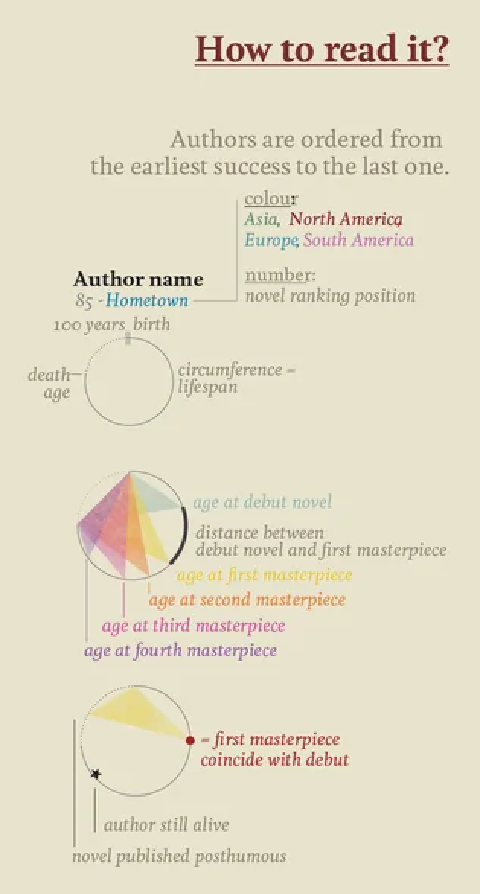 How to read it?
Authors are ordered from
the earliest success to the last one.
colour
Asia, North America
Europe, South America
Author name
85 - Hometown
number:
novel ranking position
100 years birth
death
age
circumference –
lifespan
age at debut novel
distance between
debut novel and first masterpiece
age at first masterpiece
age at second masterpiece
age at third masterpiece
age at fourth masterpiece
– first masterpiece
coincide with debut
author still alive
novel published posthumous